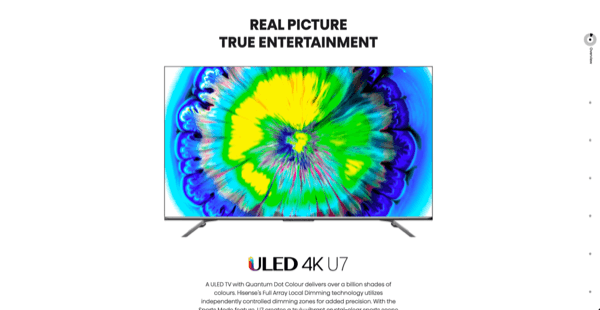 REAL PICTURE
TRUE ENTERTAINMENT
Overview
ULED 4K U7
A ULED TV with Quantum Dot Colour delivers over a billion shades of
colours. Hisense's Full Array Local Dimming technology utilizes
independently controlled dimming zones for added precision. With the